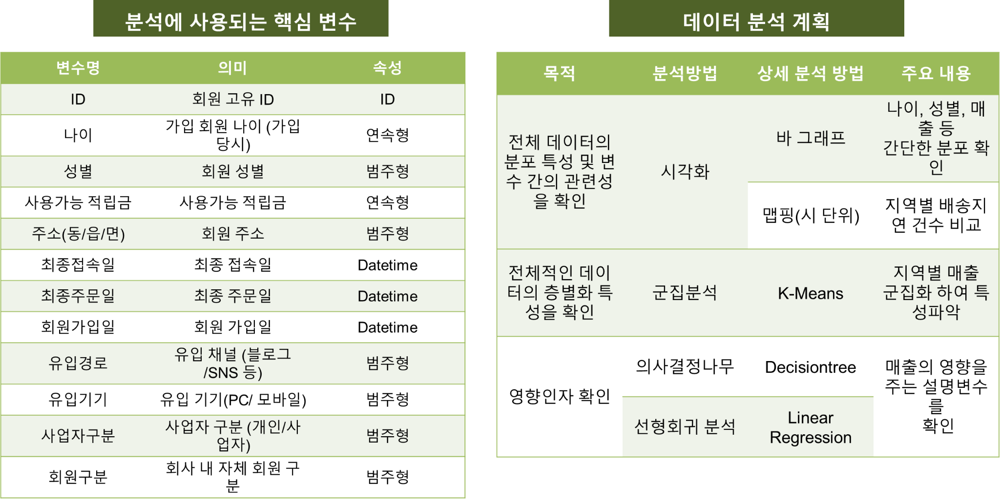 분석에 사용되는 핵심 변수
변수명 의미 속성
ID 회원 고유 ID ID
나이 가입 회원 나이 (가입
당시) 연속형
성별 회원 성별 범주형
사용가능 적립금 사용가능 적립금 연속형
주소(동/읍/면) 회원 주소 범주형
최종접속일 최종 접속일 Datetime
최종주문일 최종 주문일 Datetime
회원가입일 회원 가입일 Datetime
유입경로 유입 채널 (블로그
/SNS 등) 범주형
유입기기 유입 기기(PC/ 모바일) 범주형
사업자구분 사업자 구분 (개인/사
업자) 범주형
회원구분 회사 내 자체 회원 구
분 범주형
데이터 분석 계획
목적 분석방법 상세 분석 방법 주요 내용
전체 데이터의
분포 특성 및 변
수 간의 관련성
을 확인
시각화
바 그래프
나이, 성별, 매
출 등
간단한 분포 확
인
맵핑(시 단위)
지역별 배송지
연 건수 비교
전체적인 데이
터의 층별화 특
성을 확인
군집분석
K-Means
지역별 매출
군집화 하여 특
성파악
영향인자 확인
의사결정나무
Decisiontree
매출의 영향을
주는 설명변수
를
확인
선형회귀 분석
Linear
Regression